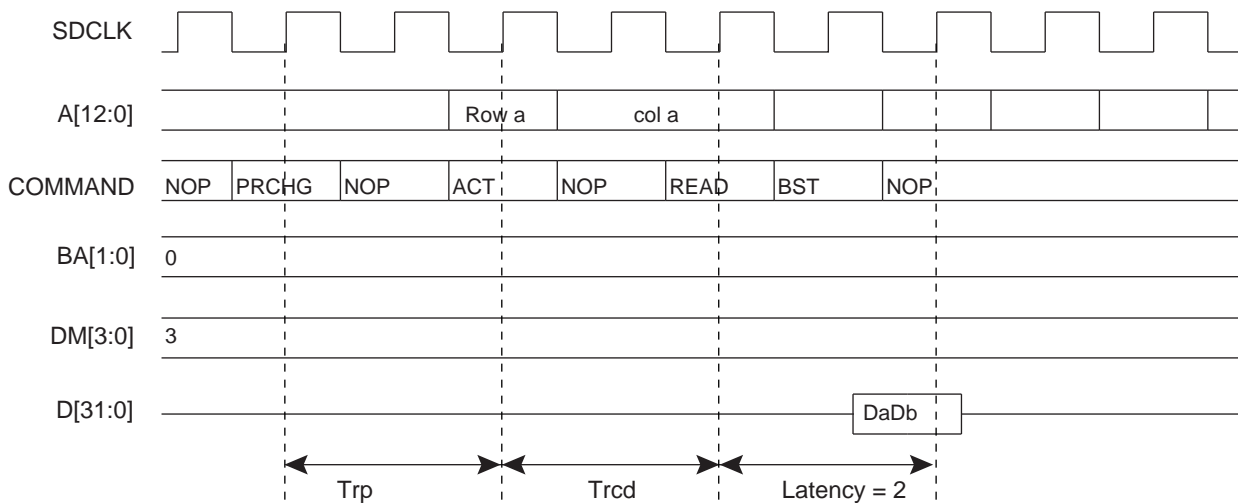 SDCLK
A[12:0] Row a col a
COMMAND NOP PRCHG NOP ACT NOP READ BST NOP
BA[1:0] 0
DM[3:0] 3
D[31:0] DaDb
Trp Trcd Latency = 2